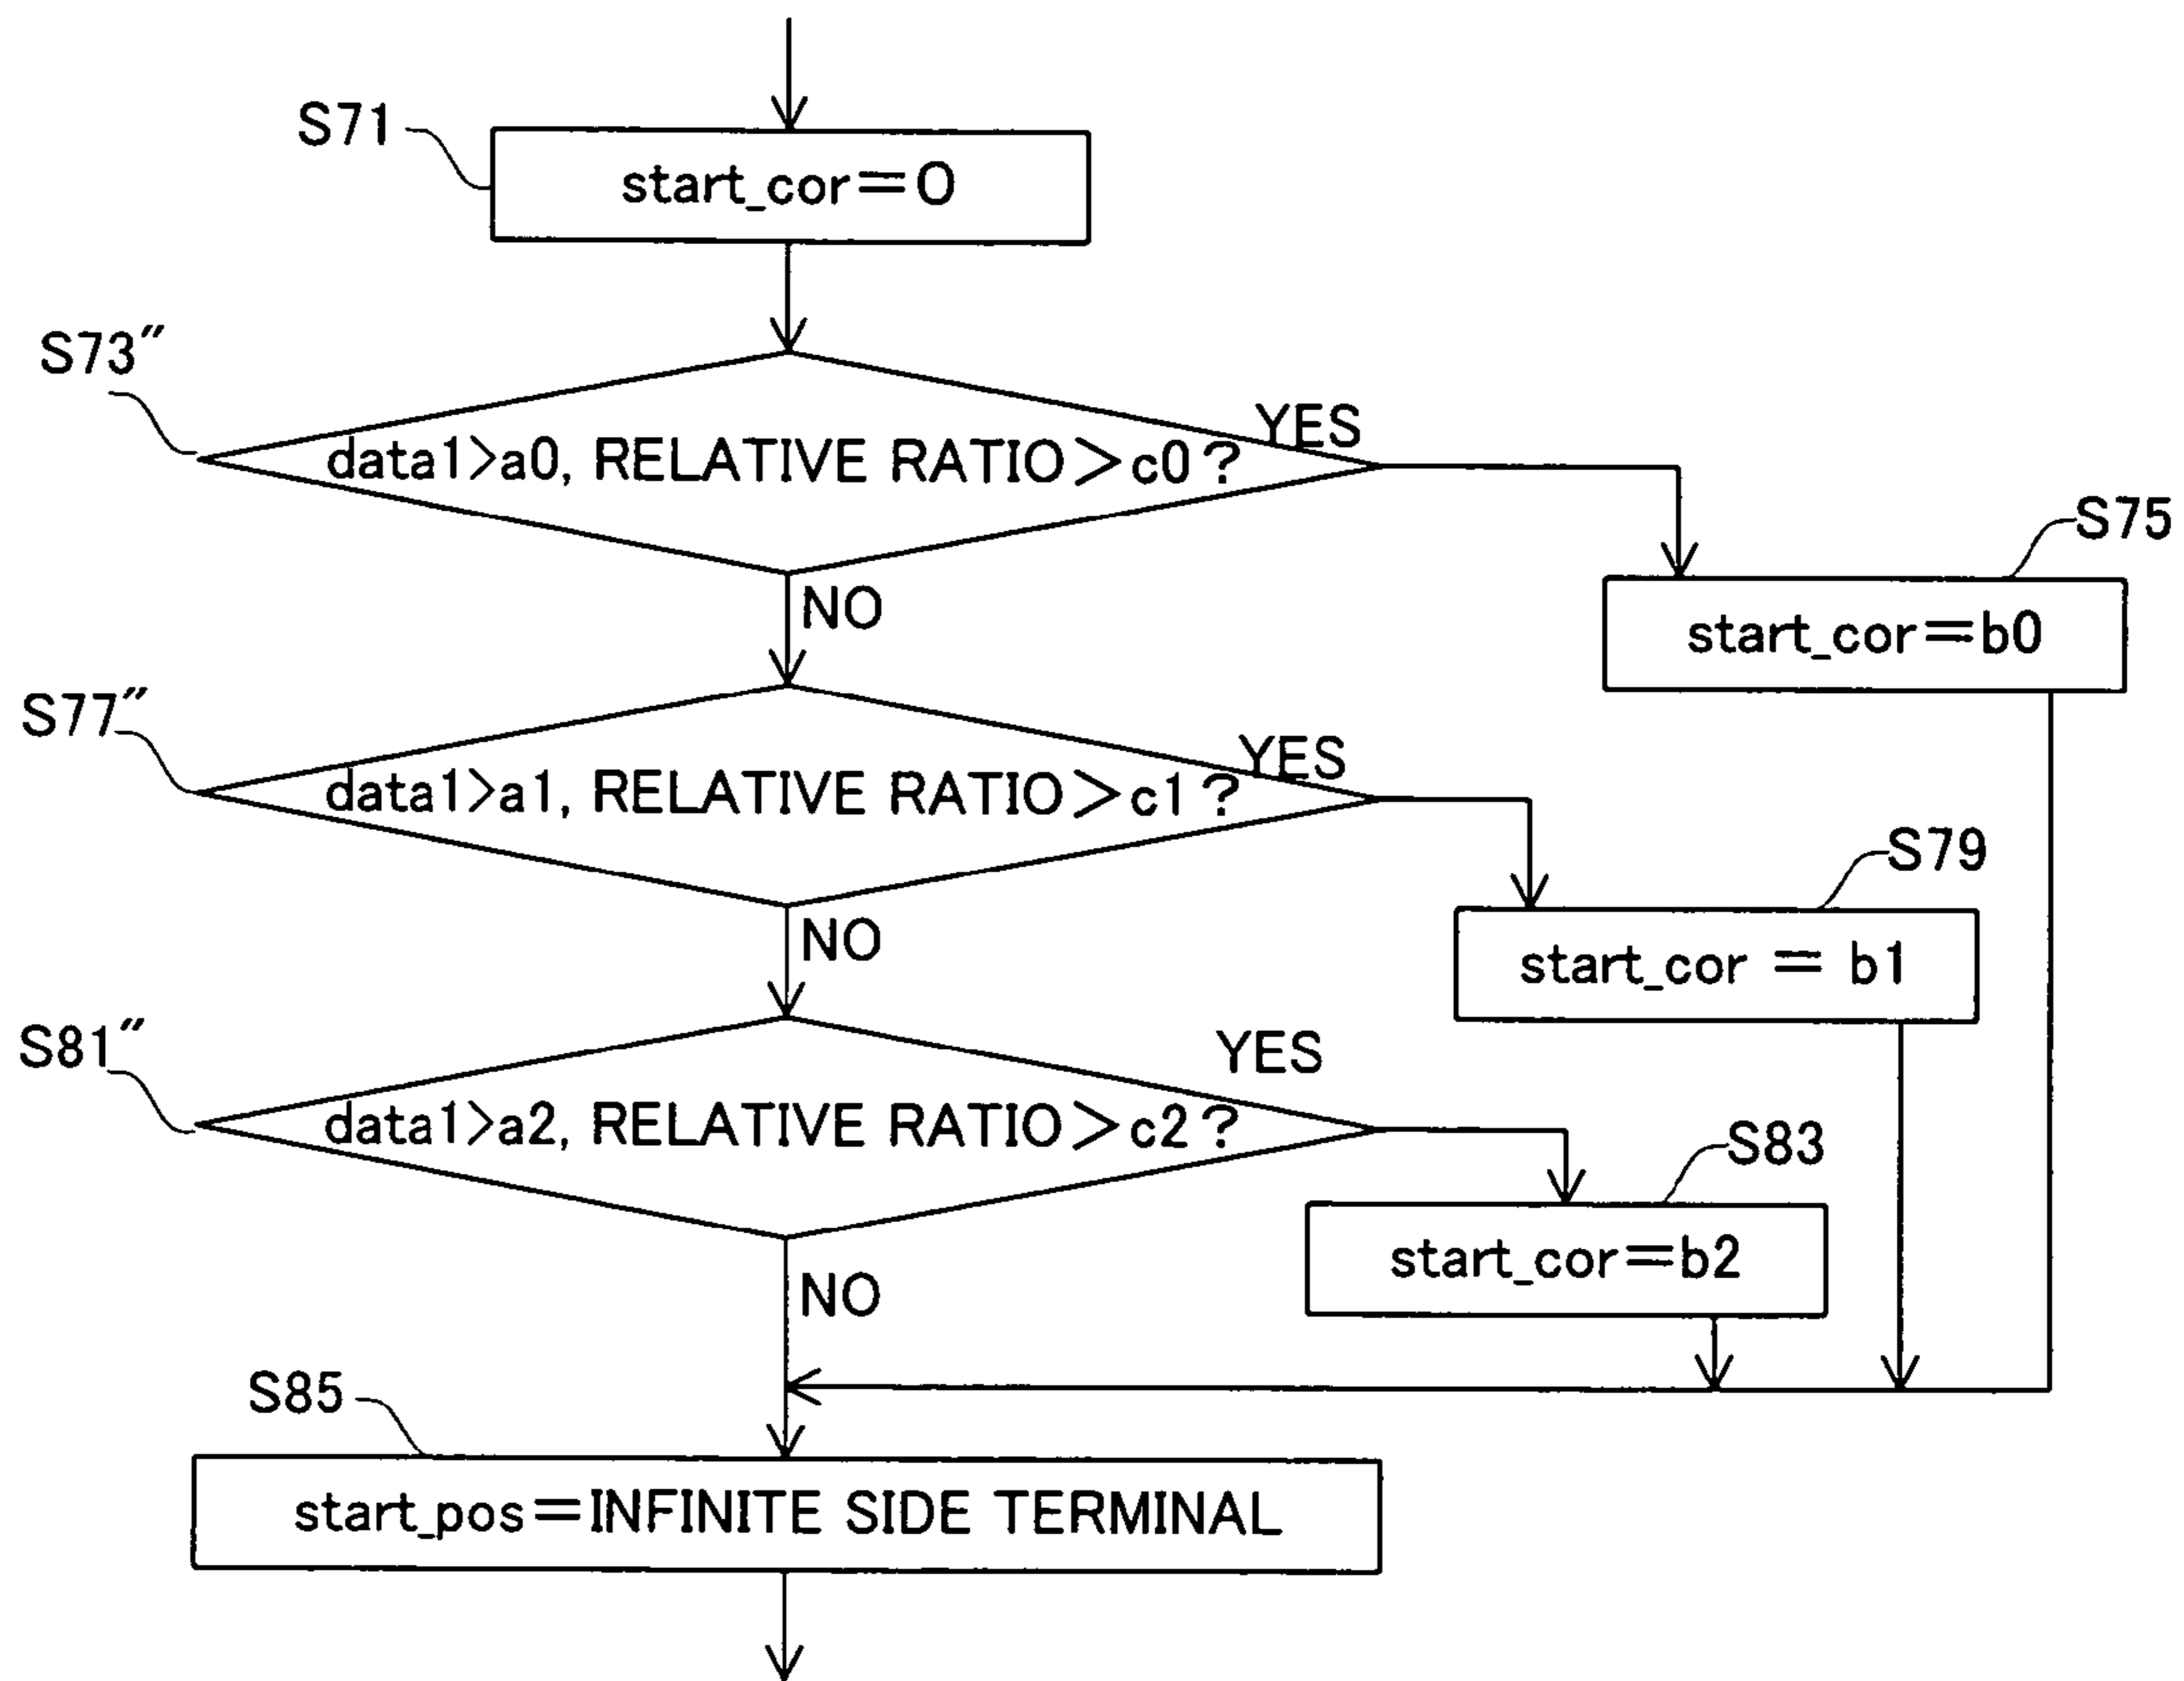 S71
start_cor＝0
S73″
data1>a0, RELATIVE RATIO＞c0？
YES
S75
NO
start_cor＝b0
S77″
data1>a1, RELATIVE RATIO＞c1？
YES
S79
NO
start_cor ＝ b1
S81″
YES
data1>a2, RELATIVE RATIO＞c2？
S83
start_cor＝b2
NO
S85
start_pos＝INFINITE SIDE TERMINAL